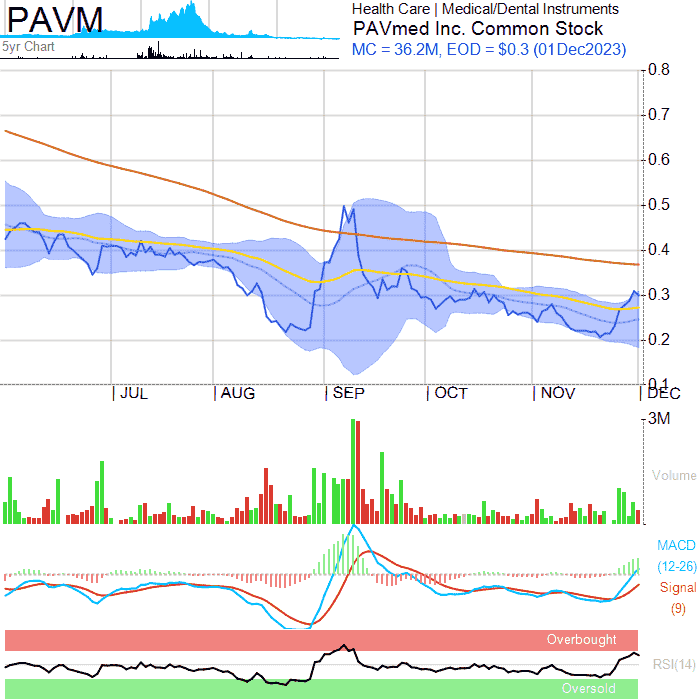 PAVM
5yr Chart
Health Care | Medical/Dental Instruments
PAVmed Inc. Common Stock
MC = 36.2M, EOD = $0.3 (01Dec2023)
0.8
0.7
0.6
0.5
0.4
0.3
0.2
0.1
JUL AUG SEP OCT NOV DEC
3M
Volume
MACD
(12-26)
Signal
(9)
Overbought
RSI(14)
Oversold